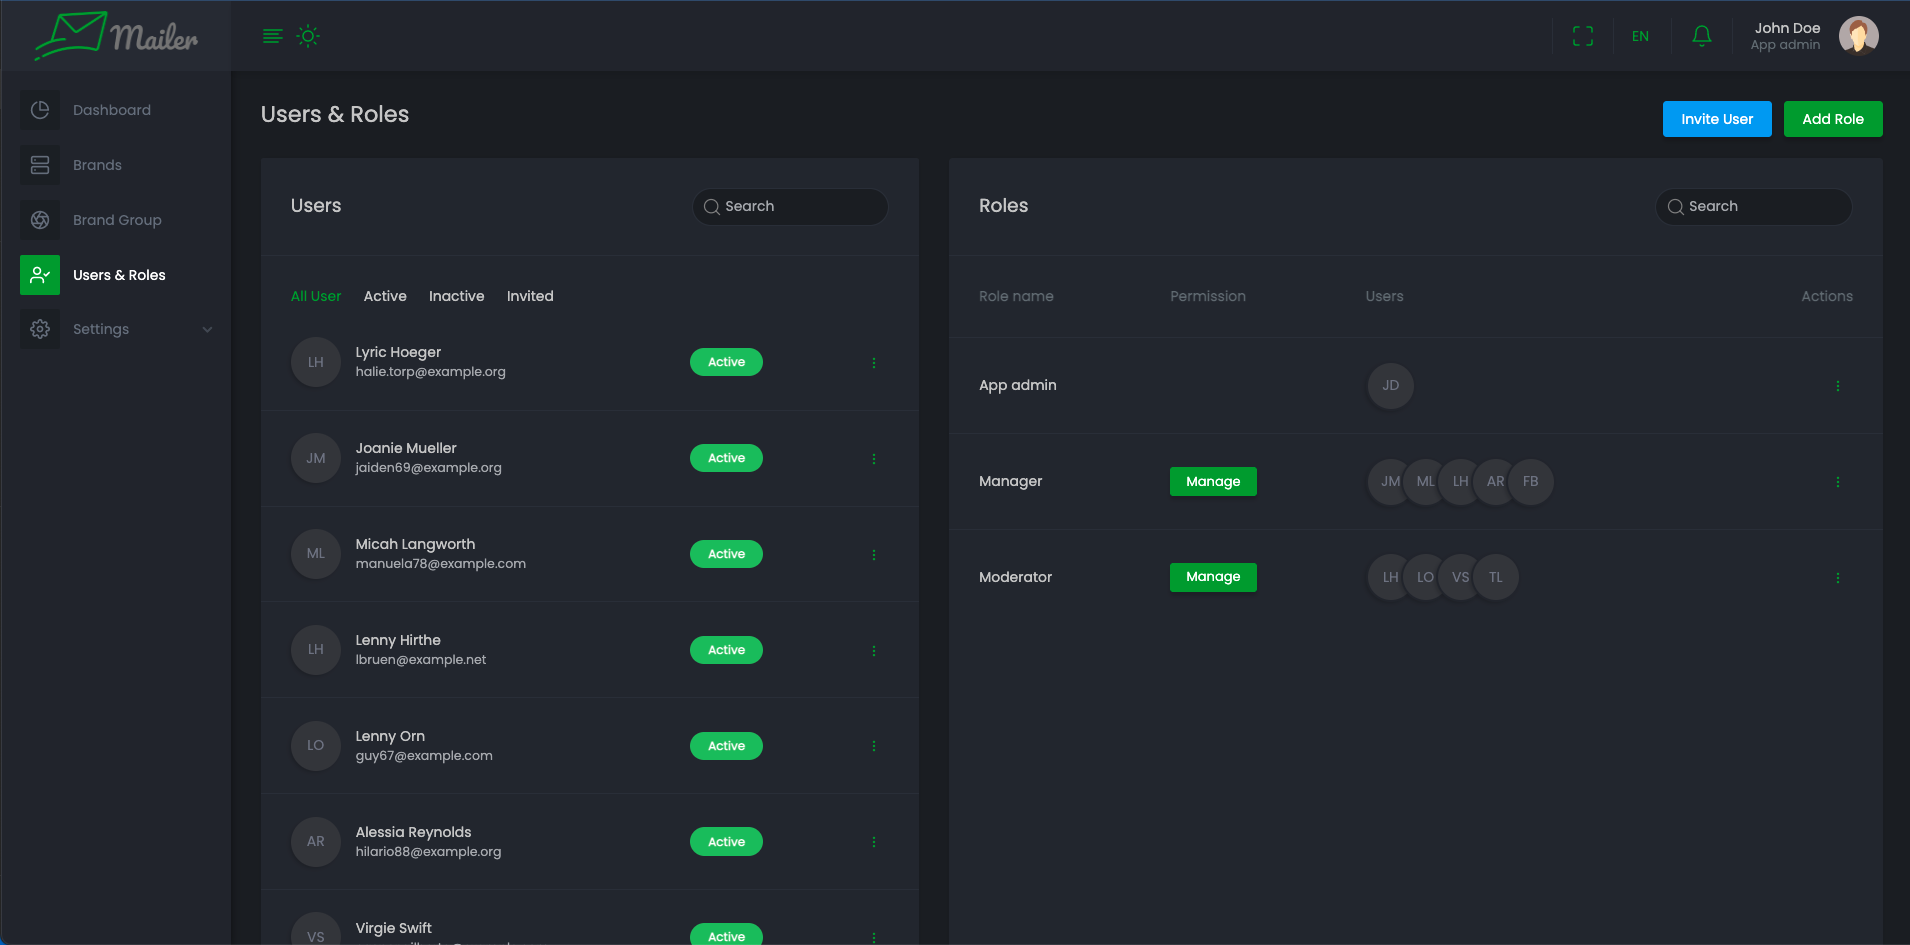 Mailer
EN
John Doe
App admin
Dashboard
Brands
Brand Group
Users & Roles
Settings
Users & Roles
Invite User
Add Role
Users
Search
All User
Active
Inactive
Invited
LH
Lyric Hoeger
halie.torp@example.org
Active
JM
Joanie Mueller
jaiden69@example.org
Active
ML
Micah Langworth
manuela78@example.com
Active
LH
Lenny Hirthe
lbruen@example.net
Active
LO
Lenny Orn
guy67@example.com
Active
AR
Alessia Reynolds
hilario88@example.org
Active
VS
Virgie Swift
Active
Roles
Search
Role name
Permission
Users
Actions
App admin
JD
Manager
Manage
JM
ML
LH
AR
FB
Moderator
Manage
LH
LO
VS
TL